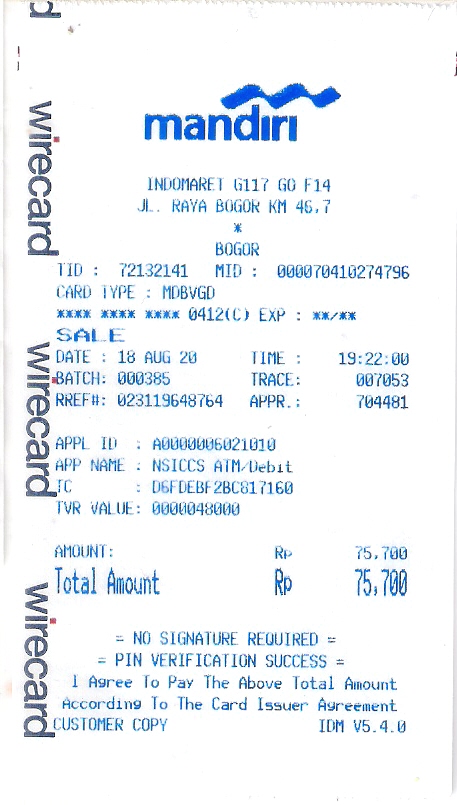 mandiri
INDOMARET G117 GO F14
JL. RAYA BOGOR KM 46,7
*
BOGOR
TID : 72132141 MID : 000070410274796
CARD TYPE : MDBVGD
**** **** **** 0412(C) EXP : **/**
SALE
DATE : 18 AUG 20 TIME : 19:22:00
BATCH: 000385 TRACE: 007053
RREF#: 023119648764 APPR.: 704481
APPL ID : A0000006021010
APP NAME : NSICCS ATM/Debit
TC : D6FDEBF2BC817160
TVR VALUE: 0000048000
AMOUNT: Rp 75,700
Total Amount Rp 75,700
= NO SIGNATURE REQUIRED =
= PIN VERIFICATION SUCCESS =
I Agree To Pay The Above Total Amount
According To The Card Issuer Agreement
CUSTOMER COPY IDM V5.4.0
wirecard
wirecard
wirecard